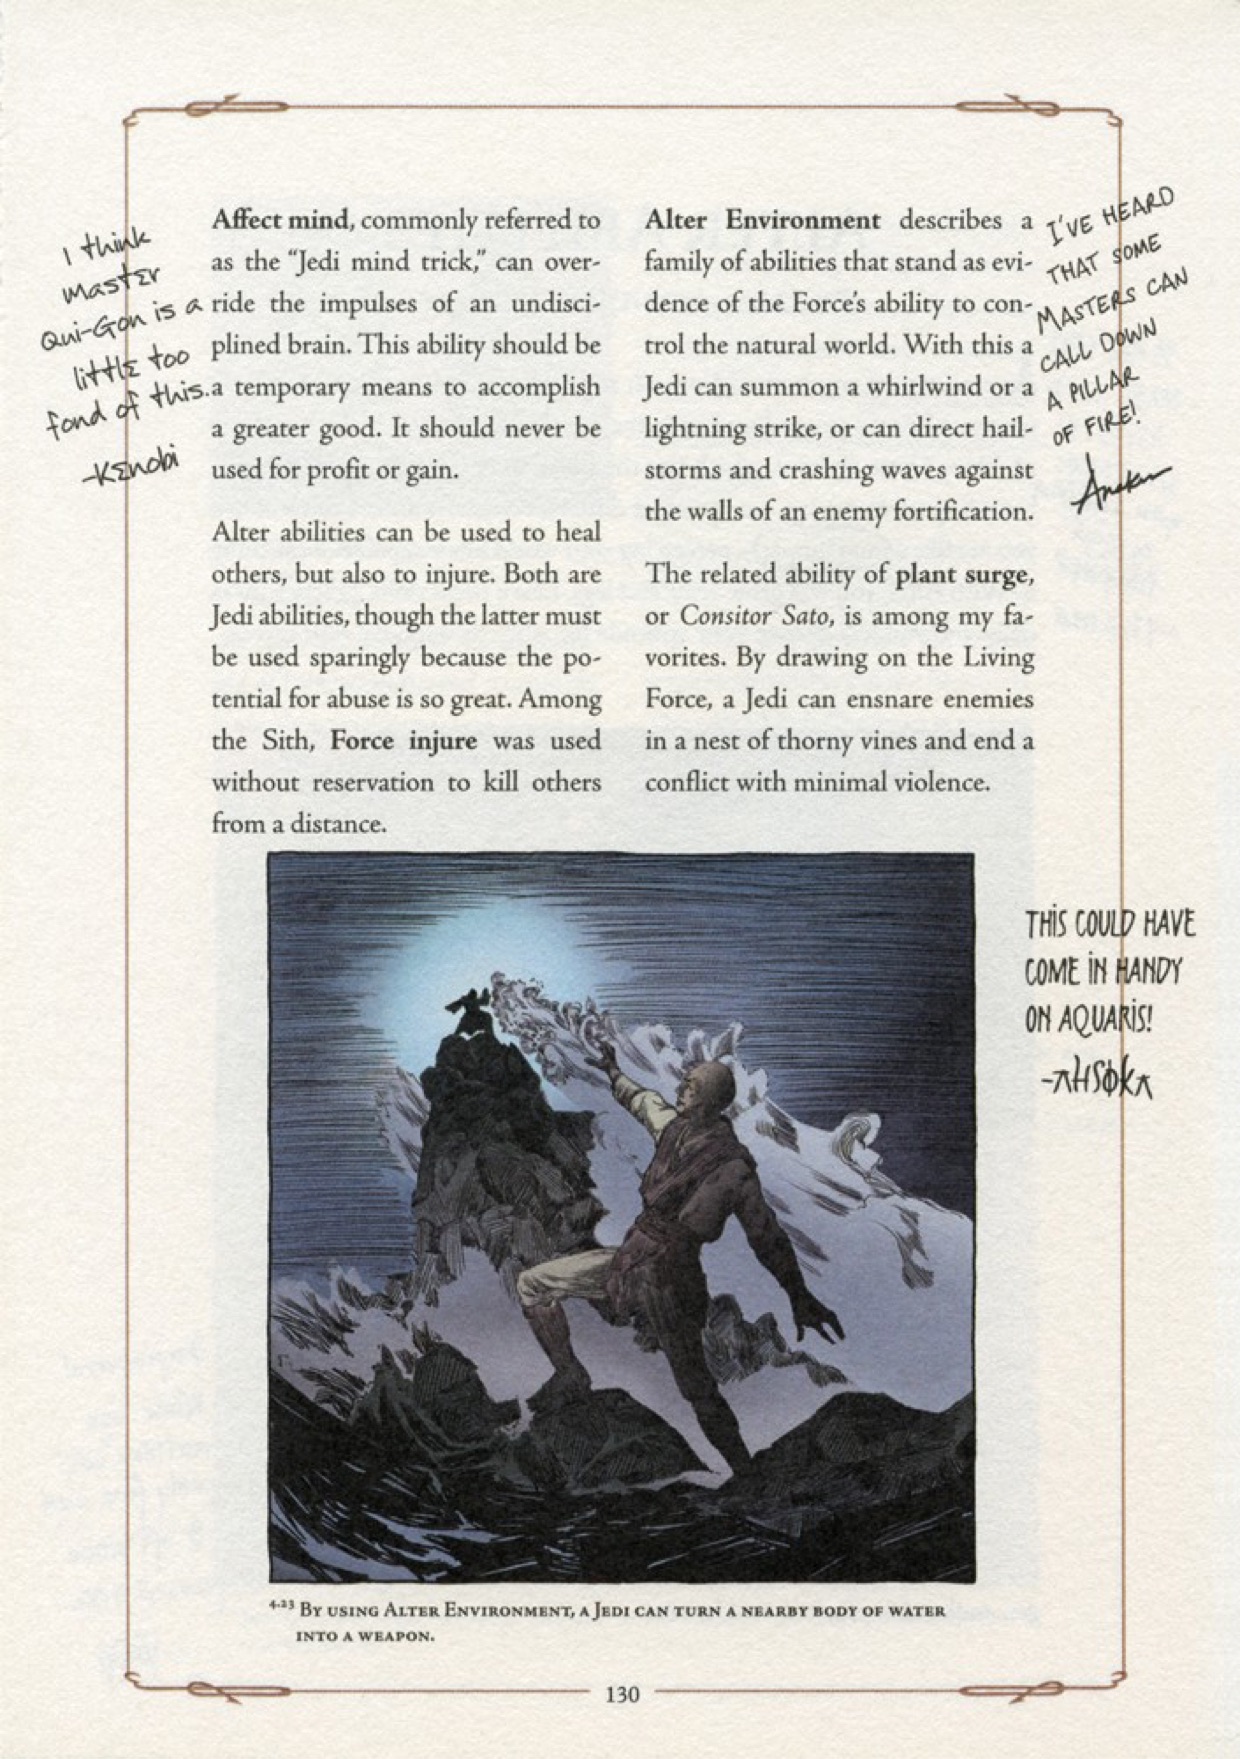 I think
master
Qui-Gon is a
little too
fond of this.
-Kenobi
Affect mind, commonly referred to
as the “Jedi mind trick,” can over-
ride the impulses of an undisci-
plined brain. This ability should be
a temporary means to accomplish
a greater good. It should never be
used for profit or gain.
Alter abilities can be used to heal
others, but also to injure. Both are
Jedi abilities, though the latter must
be used sparingly because the po-
tential for abuse is so great. Among
the Sith, Force injure was used
without reservation to kill others
from a distance.
Alter Environment describes a
family of abilities that stand as evi-
dence of the Force’s ability to con-
trol the natural world. With this a
Jedi can summon a whirlwind or a
lightning strike, or can direct hail-
storms and crashing waves against
the walls of an enemy fortification.
The related ability of plant surge,
or Consitor Sato, is among my fa-
vorites. By drawing on the Living
Force, a Jedi can ensnare enemies
in a nest of thorny vines and end a
conflict with minimal violence.
I'VE HEARD
THAT SOME
MASTERS CAN
CALL DOWN
A PILLAR
OF FIRE!
Anakin
THIS COULD HAVE
COME IN HANDY
ON AQUARIS!
-AHSOKA
4.23 BY USING ALTER ENVIRONMENT, A JEDI CAN TURN A NEARBY BODY OF WATER
INTO A WEAPON.
130